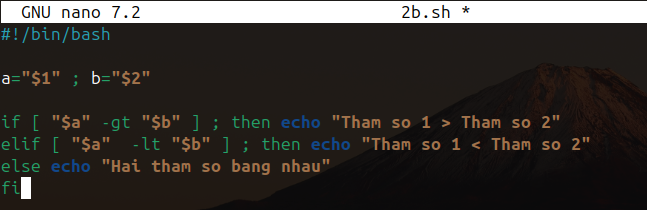 GNU nano 7.2 2b.sh *
#!/bin/bash
a="$1" ; b="$2"
if [ "$a" -gt "$b" ] ; then echo "Tham so 1 > Tham so 2"
elif [ "$a"  -lt "$b" ] ; then echo "Tham so 1 < Tham so 2"
else echo "Hai tham so bang nhau"
fi